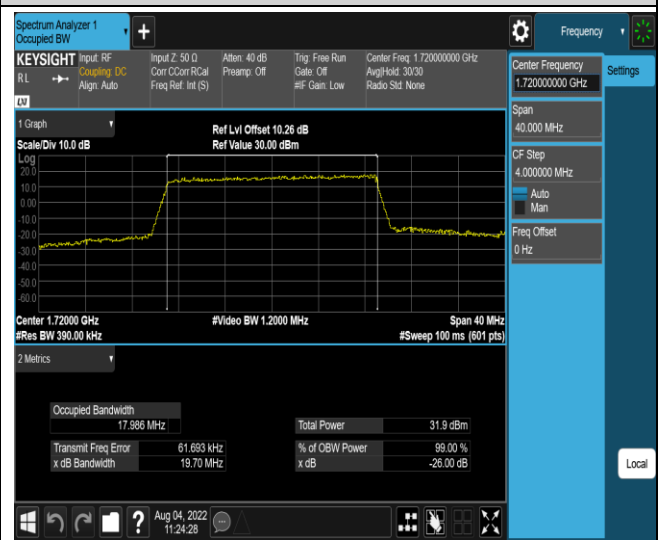 Spectrum Analyzer 1
Occupied BW
Frequency
KEYSIGHT
RL
LXI
Input: RF
Coupling: DC
Align: Auto
Input Z: 50 Ω
Corr CCorr RCal
Freq Ref: Int (S)
Atten: 40 dB
Preamp: Off
Trig: Free Run
Gate: Off
#IF Gain: Low
Center Freq: 1.720000000 GHz
Avg|Hold: 30/30
Radio Std: None
Center Frequency
1.720000000 GHz
Settings
Span
40.000 MHz
CF Step
4.000000 MHz
Auto
Man
Freq Offset
0 Hz
1 Graph
Scale/Div 10.0 dB
Ref Lvl Offset 10.26 dB
Ref Value 30.00 dBm
Log
20.0
10.0
0.00
-10.0
-20.0
-30.0
-40.0
-50.0
-60.0
Center 1.72000 GHz
#Res BW 390.00 kHz
#Video BW 1.2000 MHz
Span 40 MHz
#Sweep 100 ms (601 pts)
2 Metrics
Occupied Bandwidth
17.986 MHz
Total Power 31.9 dBm
Transmit Freq Error 61.693 kHz
% of OBW Power 99.00 %
x dB Bandwidth 19.70 MHz
x dB -26.00 dB
Local
?
Aug 04, 2022
11:24:28